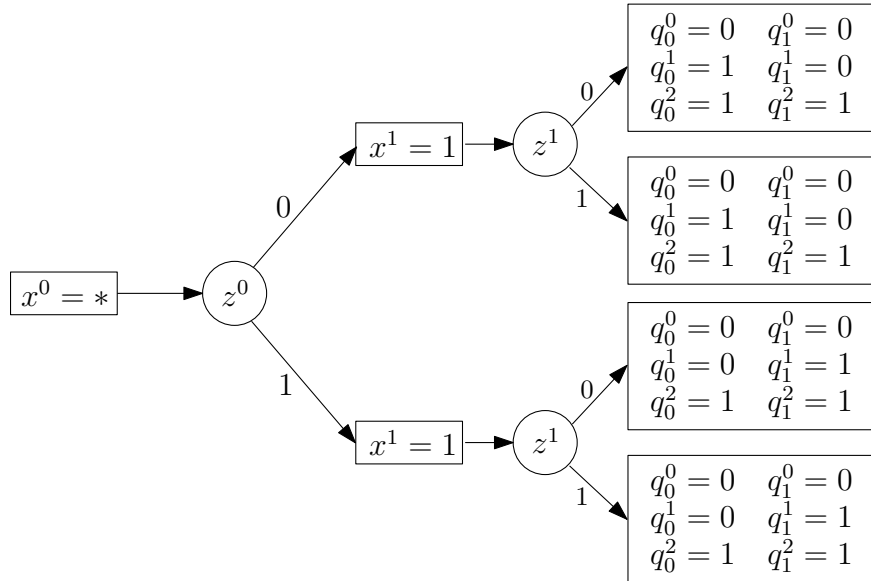 q_0^0 = 0 q_1^0 = 0
q_0^1 = 1 q_1^1 = 0
q_0^2 = 1 q_1^2 = 1
0
x^1 = 1
z^1
1
q_0^0 = 0 q_1^0 = 0
q_0^1 = 1 q_1^1 = 0
q_0^2 = 1 q_1^2 = 1
0
x^0 = *
z^0
1
q_0^0 = 0 q_1^0 = 0
q_0^1 = 0 q_1^1 = 1
q_0^2 = 1 q_1^2 = 1
0
x^1 = 1
z^1
1
q_0^0 = 0 q_1^0 = 0
q_0^1 = 0 q_1^1 = 1
q_0^2 = 1 q_1^2 = 1